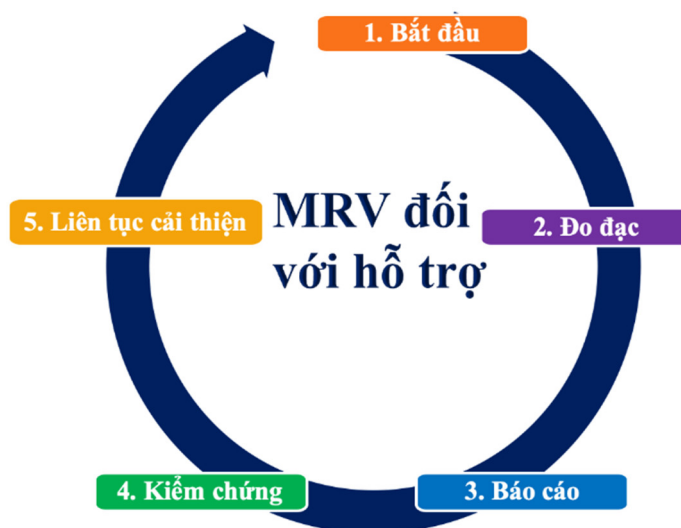 1. Bắt đầu
MRV đối
với hỗ trợ
2. Đo đạc
3. Báo cáo
4. Kiểm chứng
5. Liên tục cải thiện